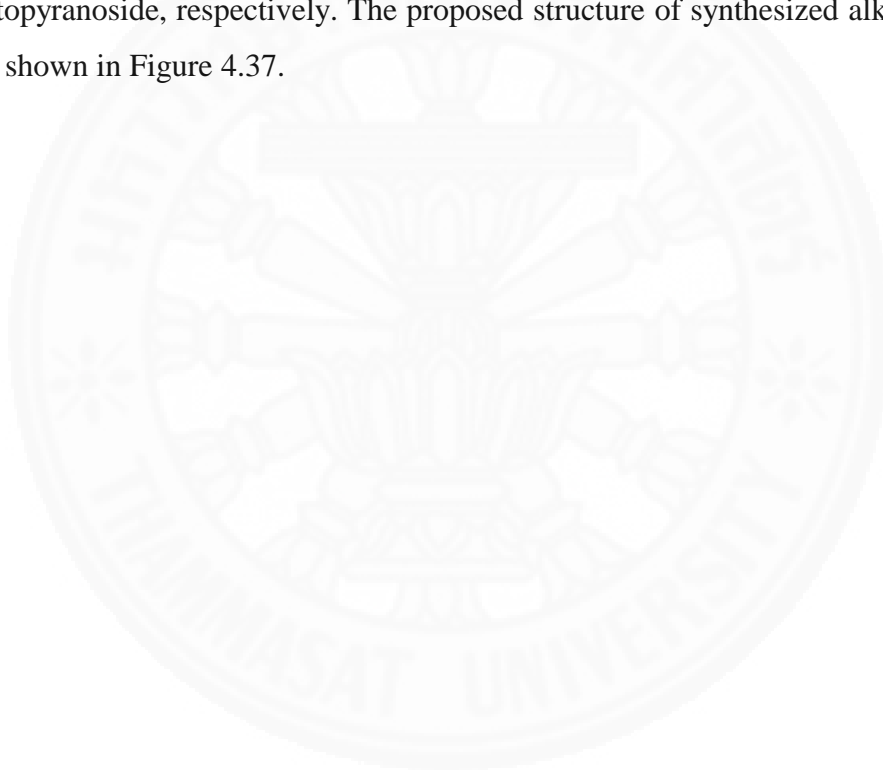 topyranoside, respectively. The proposed structure of synthesized alk
shown in Figure 4.37.
THAMMASAT UNIVERSITY